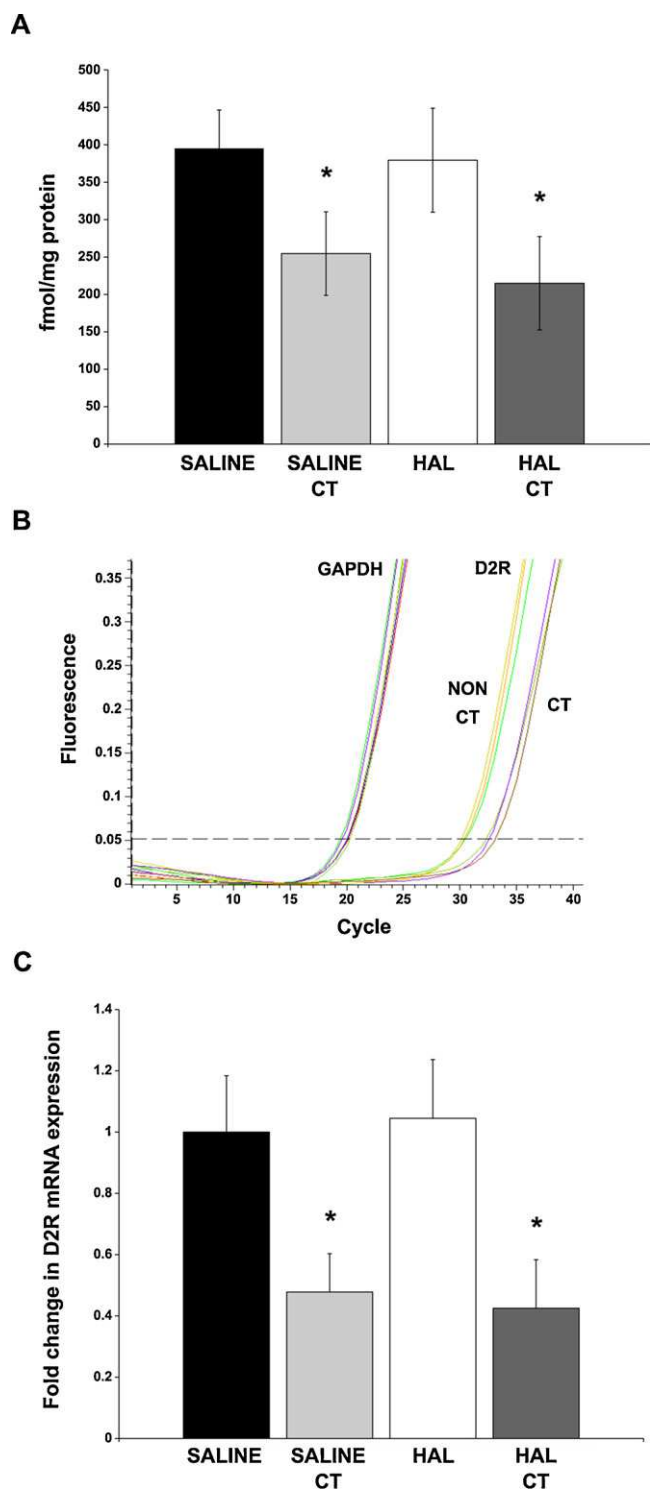 A
500
450
400
350
300
250
200
150
100
50
0
fmol/mg protein
*
*
SALINE
SALINE
CT
HAL
HAL
CT
B
0.35
0.3
0.25
0.2
0.15
0.1
0.05
0
Fluorescence
GAPDH
D2R
NON
CT
CT
5 10 15 20 25 30 35 40
Cycle
C
1.4
1.2
1
0.8
0.6
0.4
0.2
0
Fold change in D2R mRNA expression
*
*
SALINE
SALINE
CT
HAL
HAL
CT